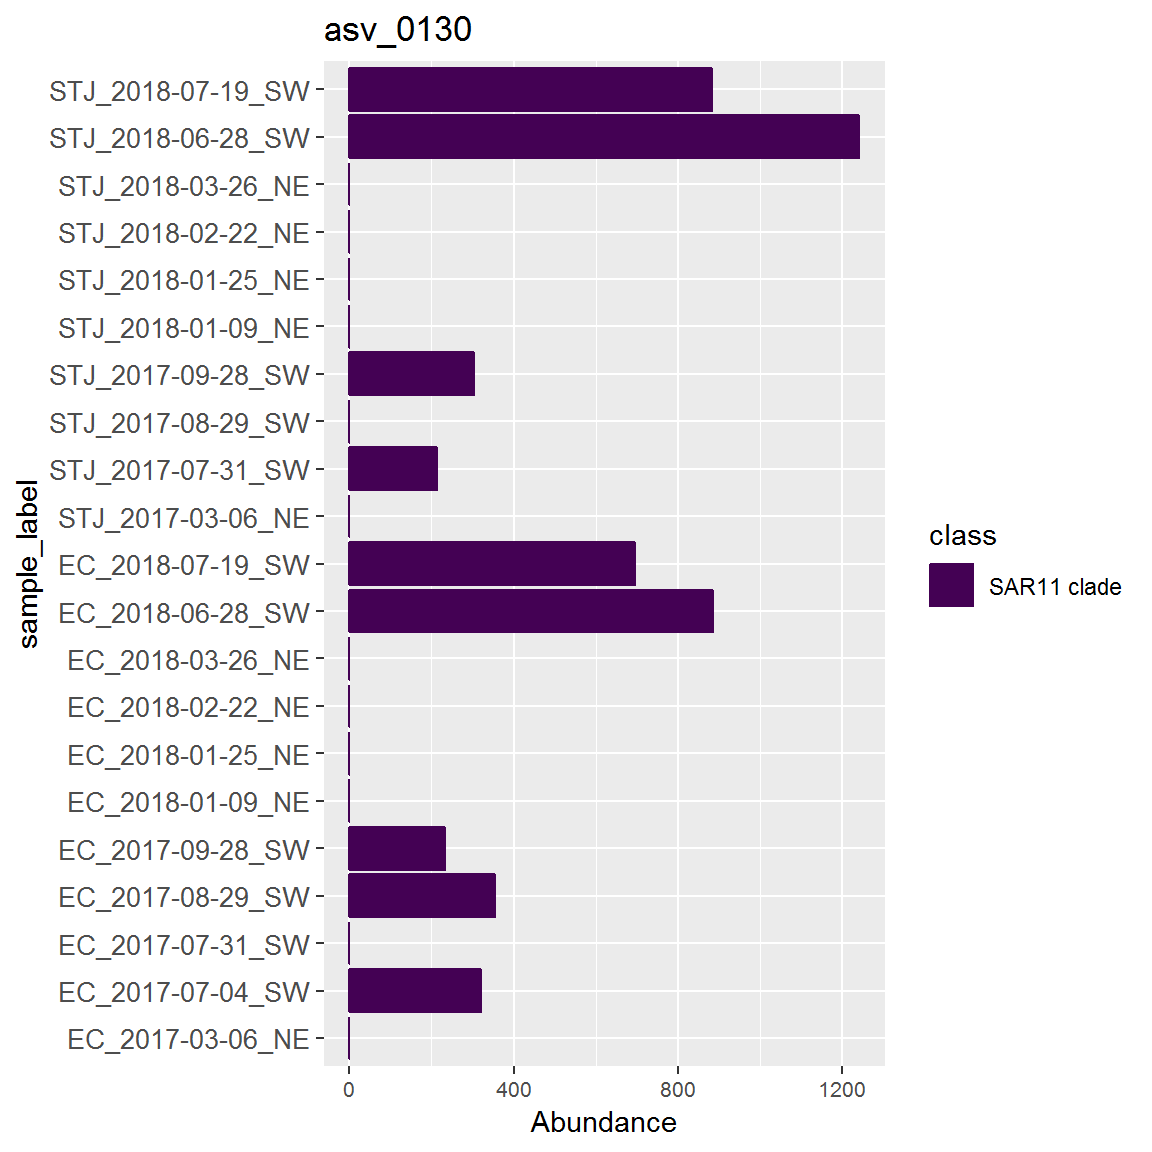 asv_0130
STJ_2018-07-19_SW
STJ_2018-06-28_SW
STJ_2018-03-26_NE
STJ_2018-02-22_NE
STJ_2018-01-25_NE
STJ_2018-01-09_NE
STJ_2017-09-28_SW
STJ_2017-08-29_SW
STJ_2017-07-31_SW
STJ_2017-03-06_NE
EC_2018-07-19_SW
EC_2018-06-28_SW
EC_2018-03-26_NE
EC_2018-02-22_NE
EC_2018-01-25_NE
EC_2018-01-09_NE
EC_2017-09-28_SW
EC_2017-08-29_SW
EC_2017-07-31_SW
EC_2017-07-04_SW
EC_2017-03-06_NE
sample_label
0 400 800 1200
Abundance
class
SAR11 clade